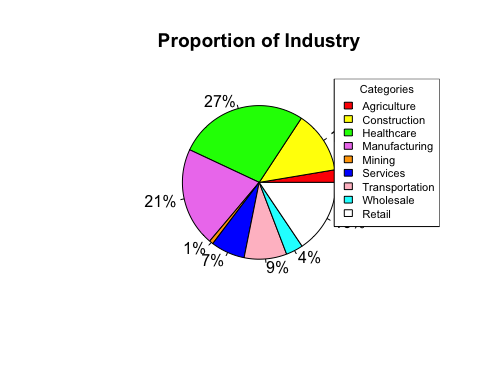 Proportion of Industry
Categories
Agriculture
Construction
Healthcare
Manufacturing
Mining
Services
Transportation
Wholesale
Retail
27%
21%
1%
7%
9%
4%